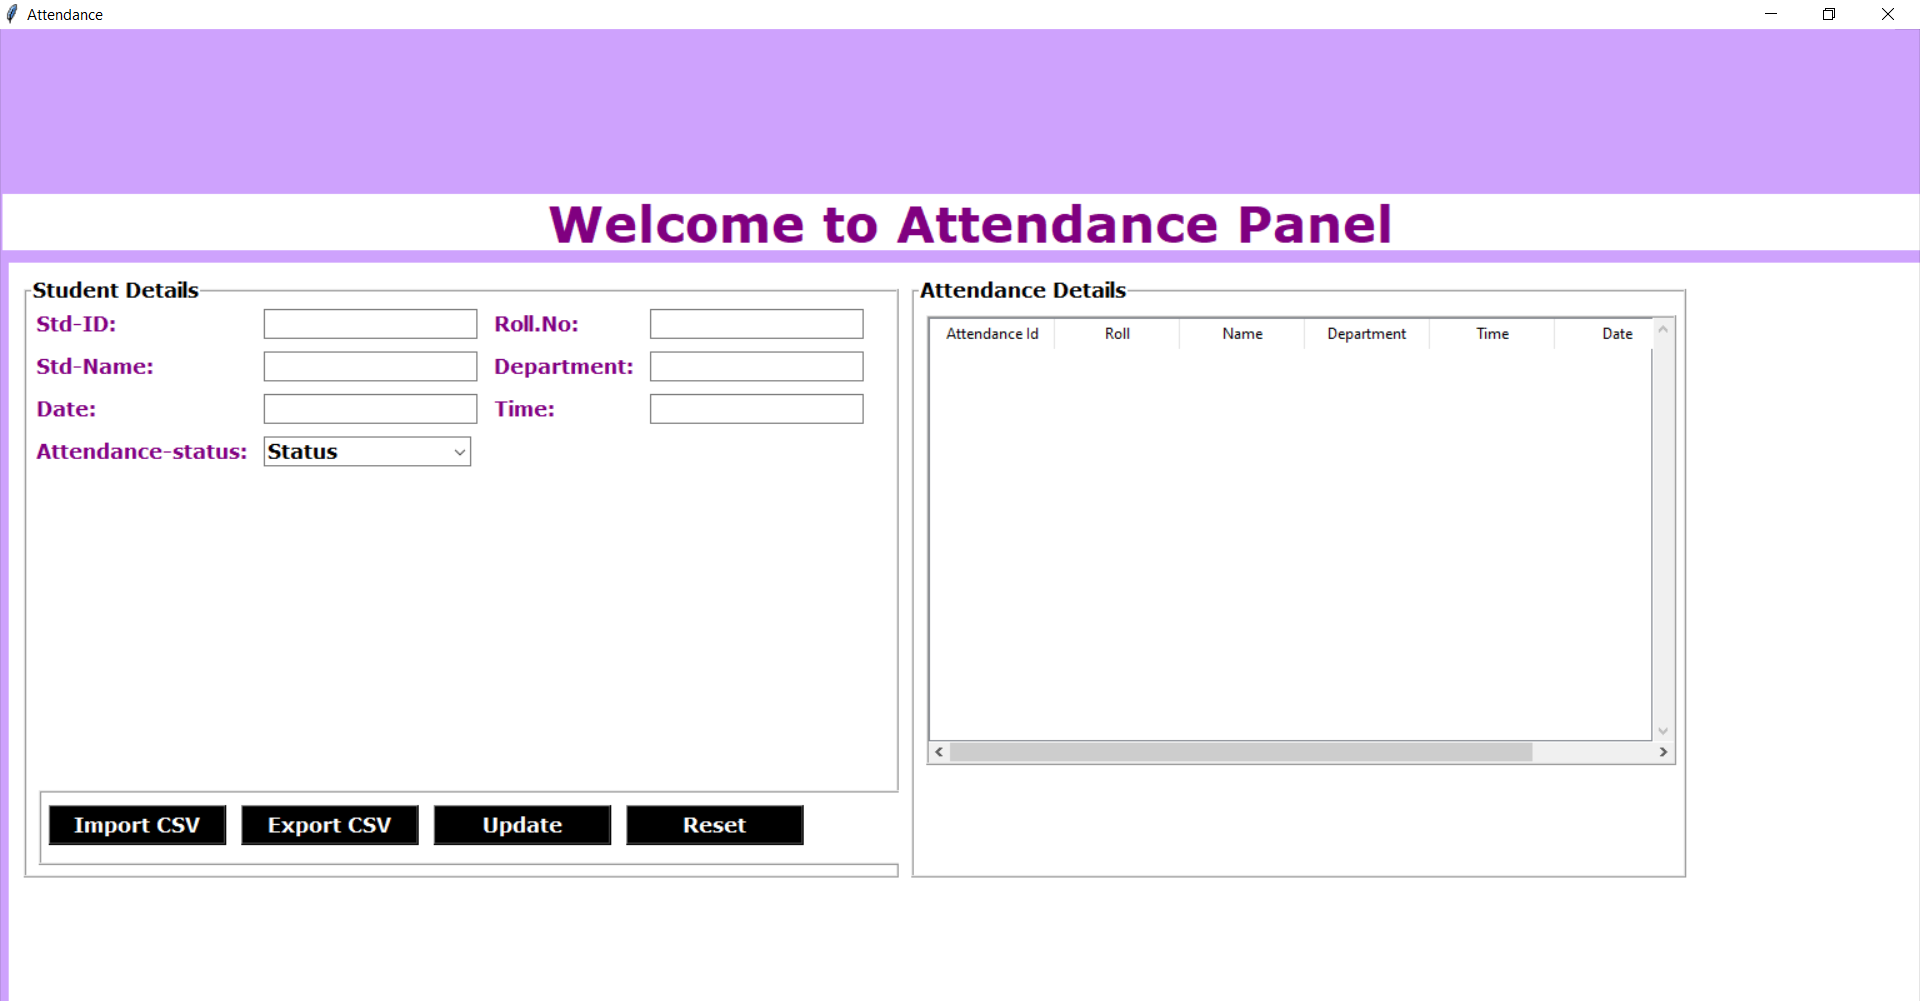 Attendance
Welcome to Attendance Panel
Student Details
Std-ID: Roll.No:
Std-Name: Department:
Date: Time:
Attendance-status: Status
Import CSV Export CSV Update Reset
Attendance Details
Attendance Id Roll Name Department Time Date